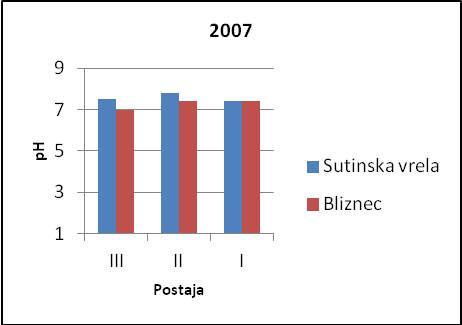 2007
9
7
5
3
1
pH
III II I
Postaja
Sutinska vrela
Bliznec